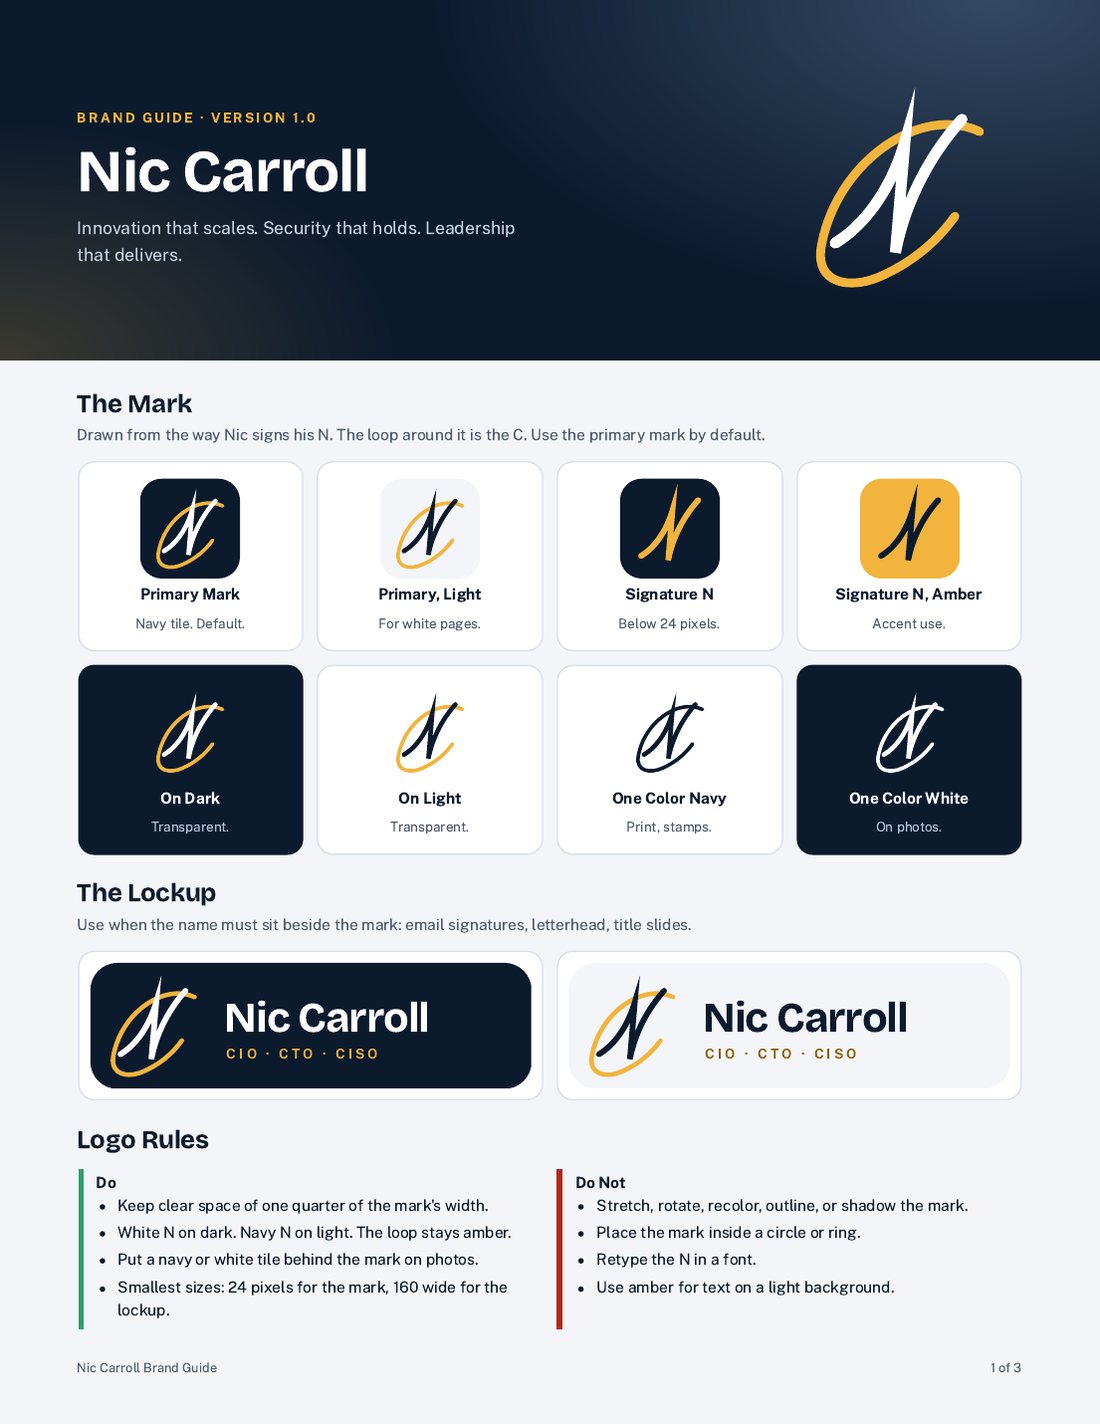 BRAND GUIDE · VERSION 1.0
Nic Carroll
Innovation that scales. Security that holds. Leadership
that delivers.
The Mark
Drawn from the way Nic signs his N. The loop around it is the C. Use the primary mark by default.
Primary Mark
Navy tile. Default.
Primary, Light
For white pages.
Signature N
Below 24 pixels.
Signature N, Amber
Accent use.
On Dark
Transparent.
On Light
Transparent.
One Color Navy
Print, stamps.
One Color White
On photos.
The Lockup
Use when the name must sit beside the mark: email signatures, letterhead, title slides.
Nic Carroll
CIO · CTO · CISO
Nic Carroll
CIO · CTO · CISO
Logo Rules
Do
• Keep clear space of one quarter of the mark's width.
• White N on dark. Navy N on light. The loop stays amber.
• Put a navy or white tile behind the mark on photos.
• Smallest sizes: 24 pixels for the mark, 160 wide for the
lockup.
Do Not
• Stretch, rotate, recolor, outline, or shadow the mark.
• Place the mark inside a circle or ring.
• Retype the N in a font.
• Use amber for text on a light background.
Nic Carroll Brand Guide
1 of 3